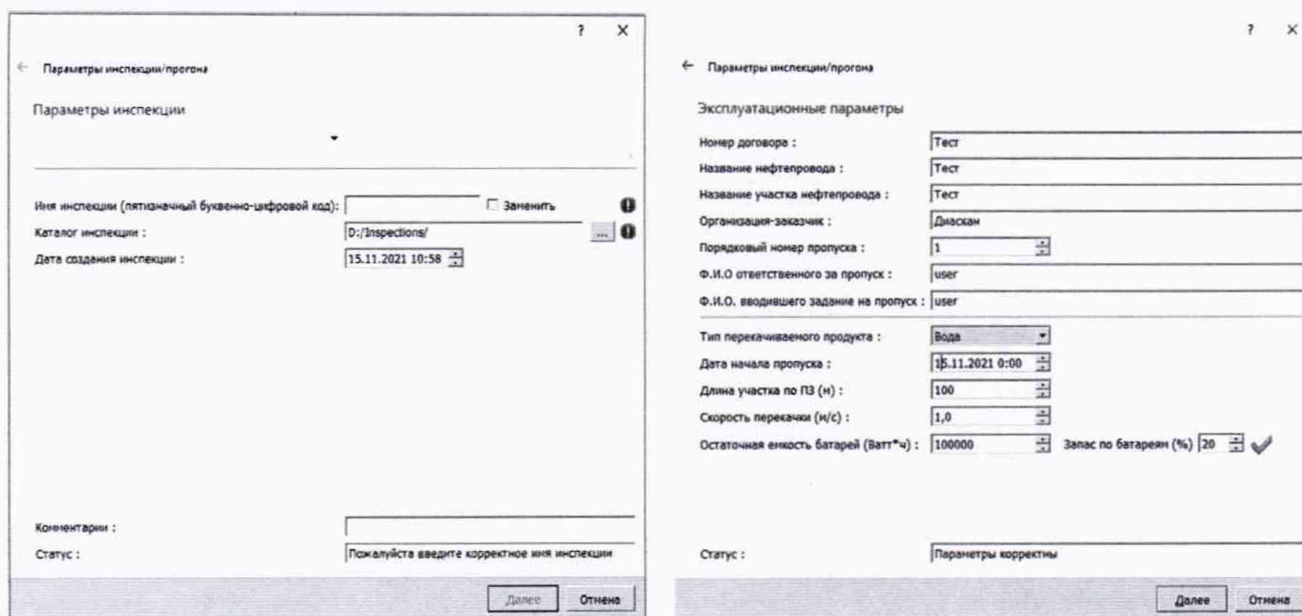 ? X
← Параметры инспекции/прогона
Параметры инспекции
Имя инспекции (пятизначный буквенно-цифровой код): Заменить
Каталог инспекции : D:/Inspections/ ...
Дата создания инспекции : 15.11.2021 10:58
Комментарии :
Статус : Пожалуйста введите корректное имя инспекции
Далее Отмена
? X
← Параметры инспекции/прогона
Эксплуатационные параметры
Номер договора : Тест
Название нефтепровода : Тест
Название участка нефтепровода : Тест
Организация-заказчик : Диаскан
Порядковый номер пропуска : 1
Ф.И.О ответственного за пропуск : user
Ф.И.О. вводившего задание на пропуск : user
Тип перекачиваемого продукта : Вода
Дата начала пропуска : 15.11.2021 0:00
Длина участка по ПЗ (м) : 100
Скорость перекачки (м/с) : 1,0
Остаточная емкость батарей (Ватт*ч) : 100000 Запас по батареям (%) 20
Статус : Параметры корректны
Далее Отмена